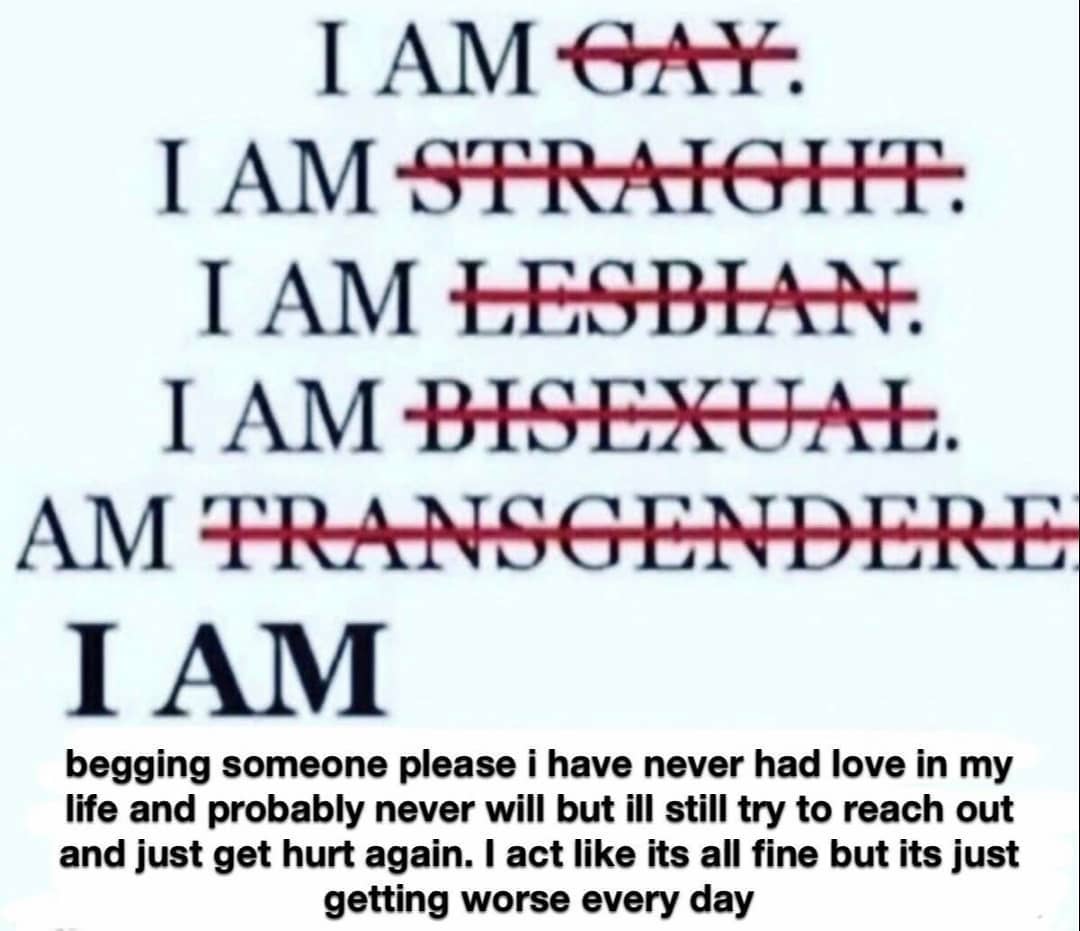 I AM GAY.
I AM STRAIGHT.
I AM LESBIAN.
I AM BISEXUAL.
AM TRANSGENDERE
I AM
begging someone please i have never had love in my
life and probably never will but ill still try to reach out
and just get hurt again. I act like its all fine but its just
getting worse every day